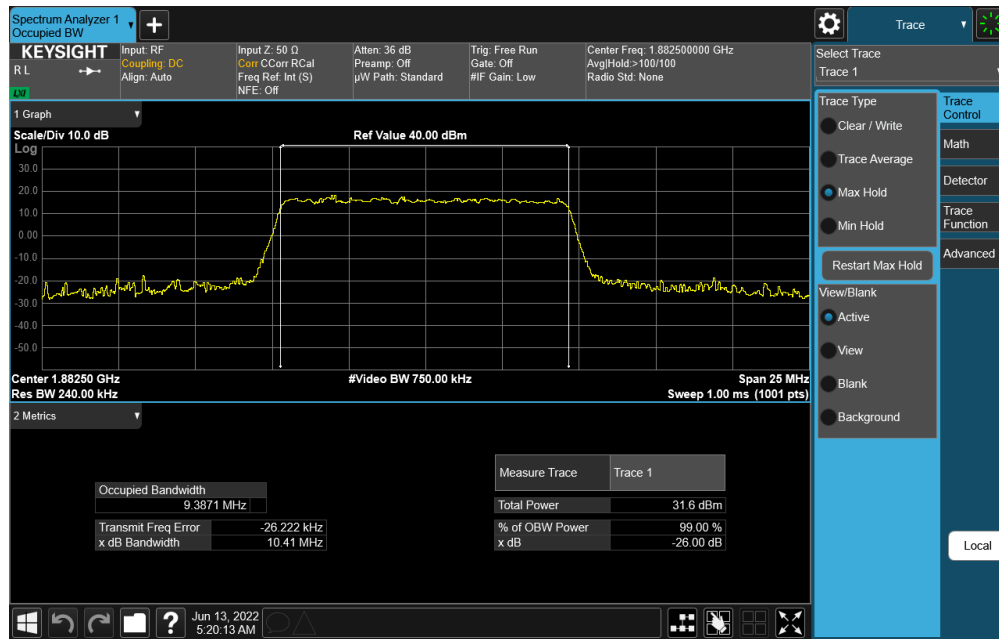 Spectrum Analyzer 1
Occupied BW
Trace
KEYSIGHT
R L
LXI
Input: RF
Coupling: DC
Align: Auto
Input Z: 50 Ω
Corr CCorr RCal
Freq Ref: Int (S)
NFE: Off
Atten: 36 dB
Preamp: Off
µW Path: Standard
Trig: Free Run
Gate: Off
#IF Gain: Low
Center Freq: 1.882500000 GHz
Avg|Hold:>100/100
Radio Std: None
Select Trace
Trace 1
1 Graph
Scale/Div 10.0 dB
Ref Value 40.00 dBm
Log
30.0
20.0
10.0
0.00
-10.0
-20.0
-30.0
-40.0
-50.0
Center 1.88250 GHz
#Video BW 750.00 kHz
Span 25 MHz
Res BW 240.00 kHz
Sweep 1.00 ms (1001 pts)
Trace Type
Clear / Write
Trace Average
Max Hold
Min Hold
Restart Max Hold
View/Blank
Active
View
Blank
Background
Trace
Control
Math
Detector
Trace
Function
Advanced
Local
2 Metrics
Occupied Bandwidth
9.3871 MHz
Transmit Freq Error -26.222 kHz
x dB Bandwidth 10.41 MHz
Measure Trace Trace 1
Total Power 31.6 dBm
% of OBW Power 99.00 %
x dB -26.00 dB
?
Jun 13, 2022
5:20:13 AM